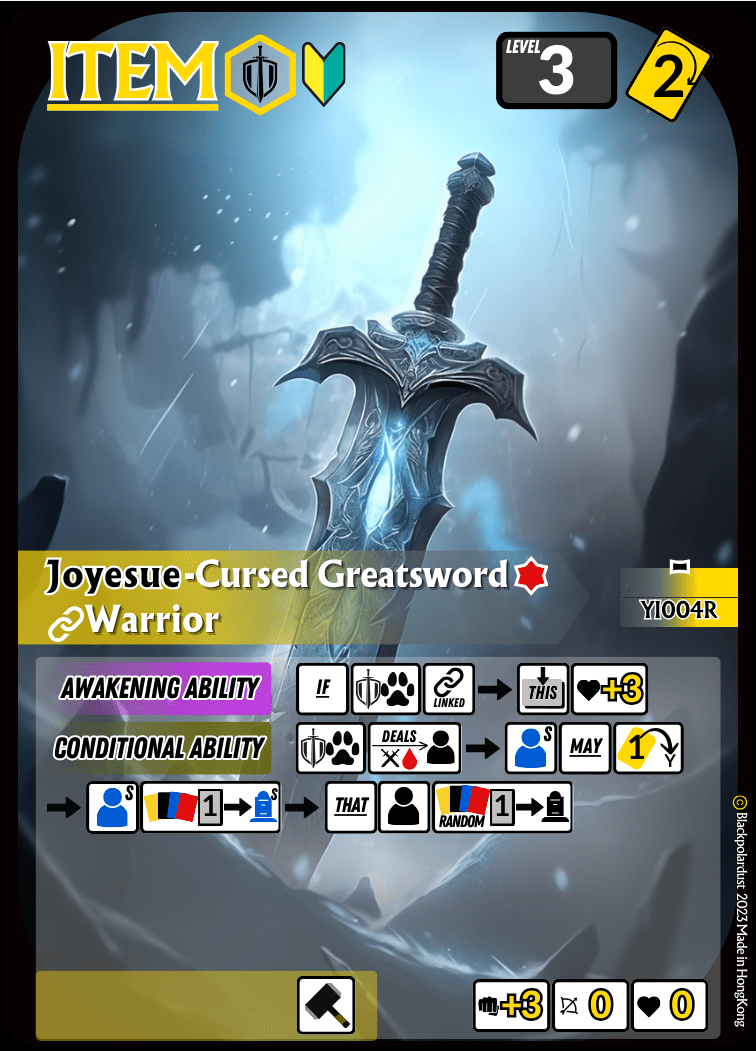 ITEM
LEVEL 3
2
Joyesue-Cursed Greatsword
Warrior
YI004R
AWAKENING ABILITY IF LINKED THIS +3
CONDITIONAL ABILITY DEALS S MAY 1 Y
S 1 S THAT RANDOM 1
+3 0 0
© Blackpolardust 2023 Made in HongKong